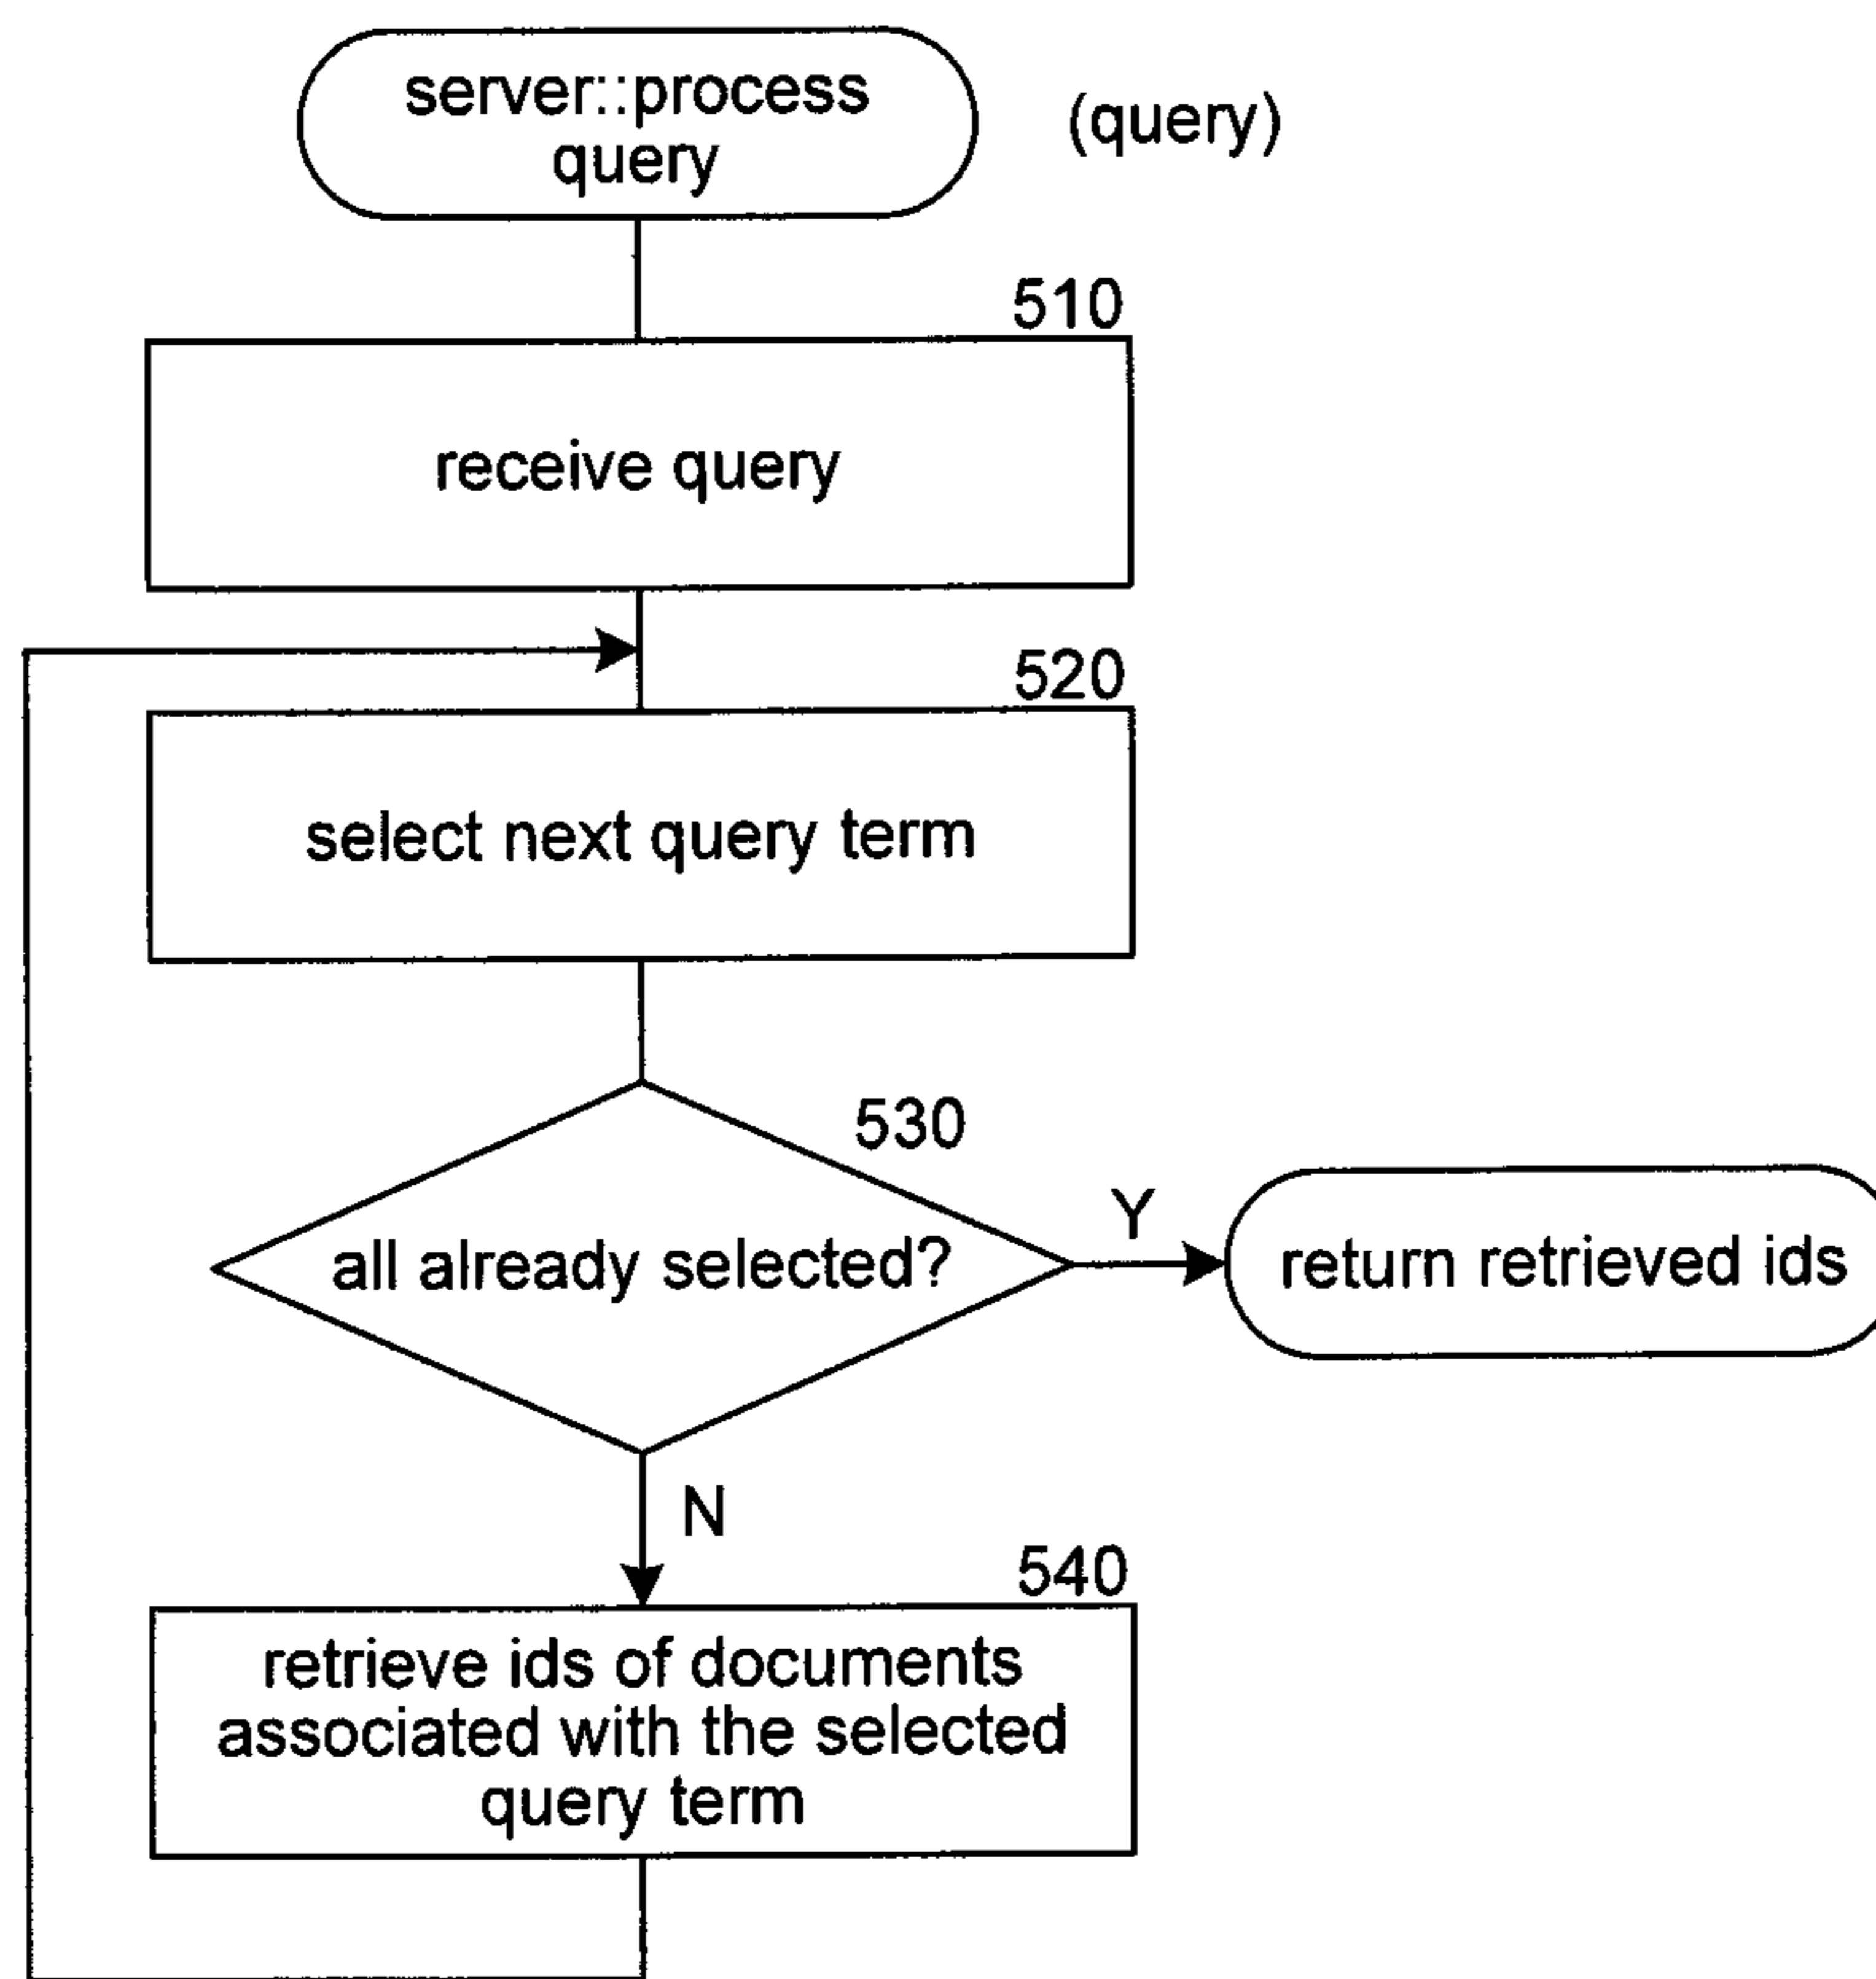 server::process
query
(query)
510
receive query
520
select next query term
530
all already selected?
Y
return retrieved ids
N
540
retrieve ids of documents
associated with the selected
query term